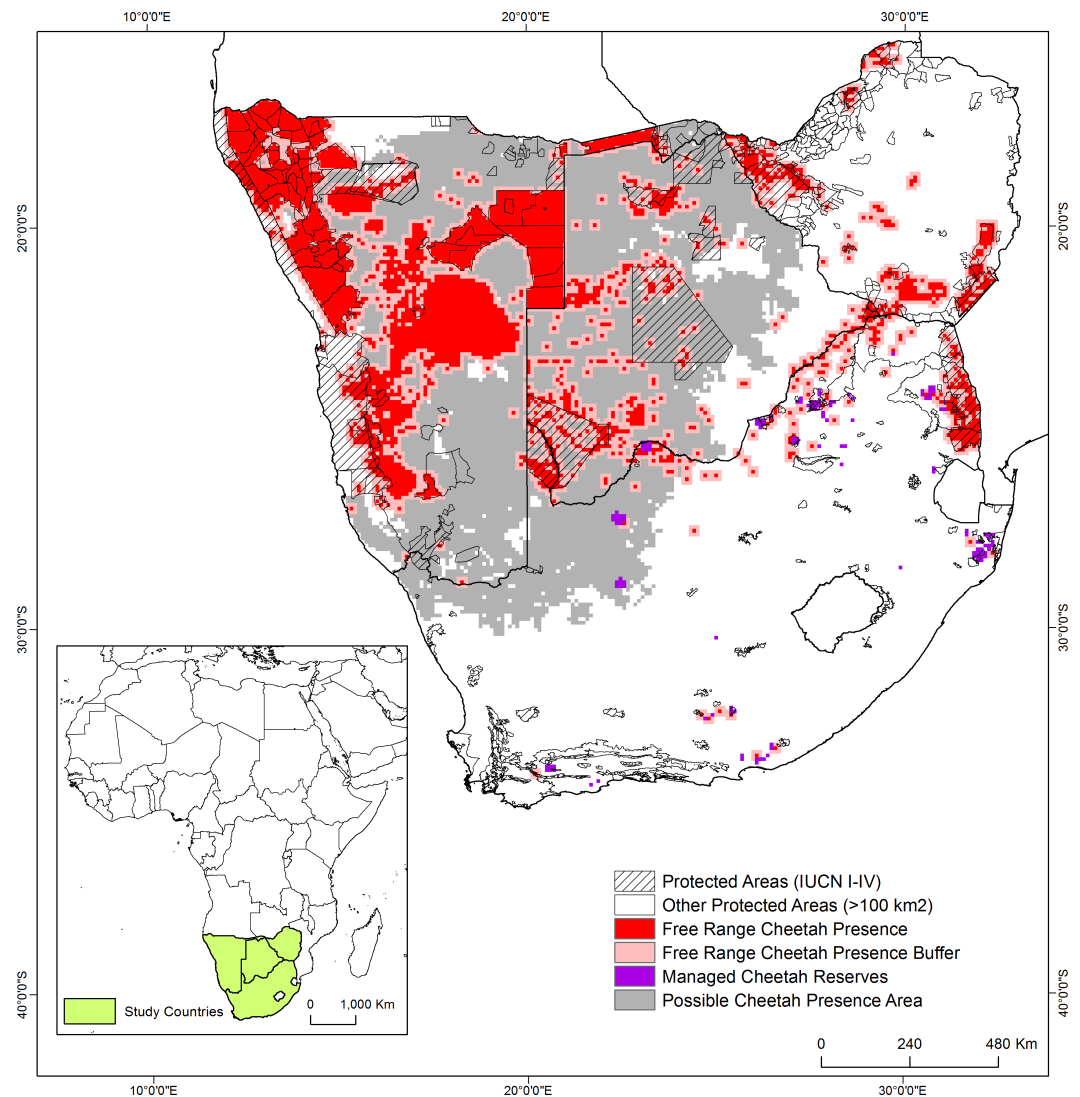 10°0'0"E 20°0'0"E 30°0'0"E
20°0'0"S 20°0'0"S
30°0'0"S 30°0'0"S
Protected Areas (IUCN I-IV)
Other Protected Areas (>100 km2)
Free Range Cheetah Presence
Free Range Cheetah Presence Buffer
Managed Cheetah Reserves
Possible Cheetah Presence Area
40°0'0"S 40°0'0"S
Study Countries
0 1,000 Km
0 240 480 Km
10°0'0"E 20°0'0"E 30°0'0"E